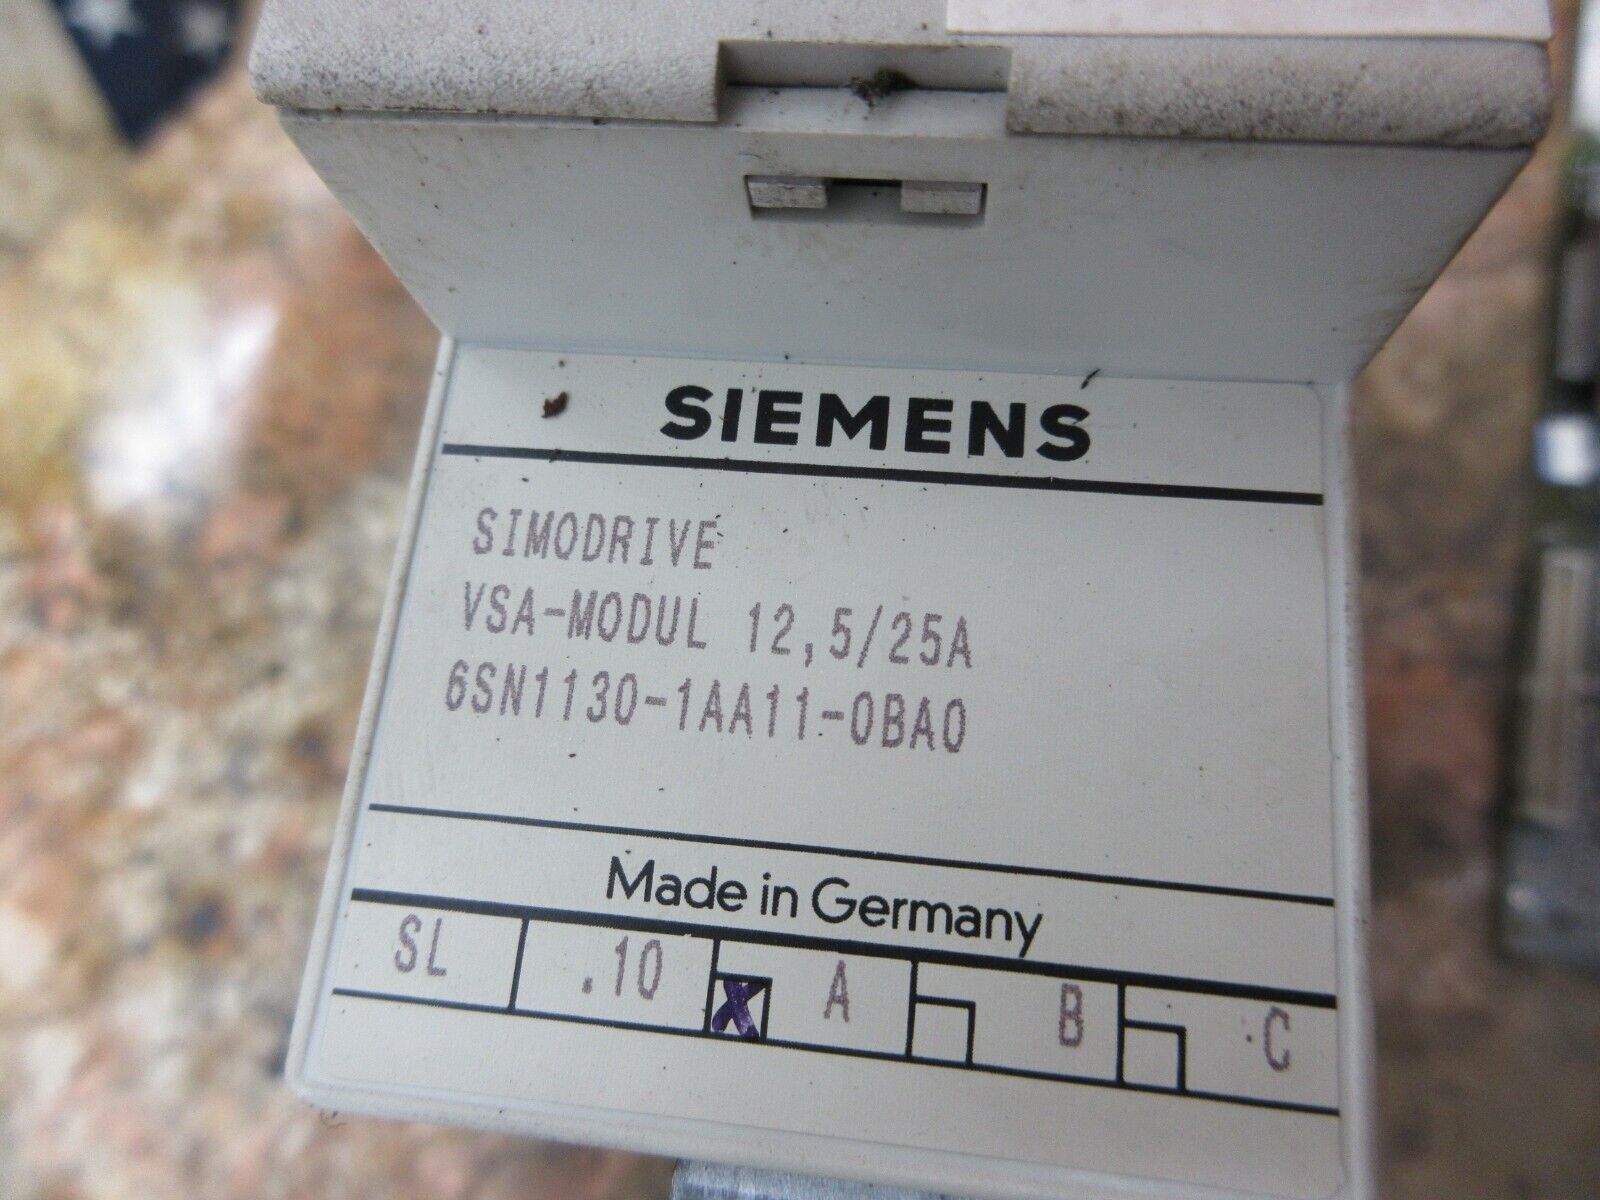 SIEMENS
SIMODRIVE
VSA-MODUL 12,5/25A
6SN1130-1AA11-0BA0
Made in Germany
SL .10 X A B C